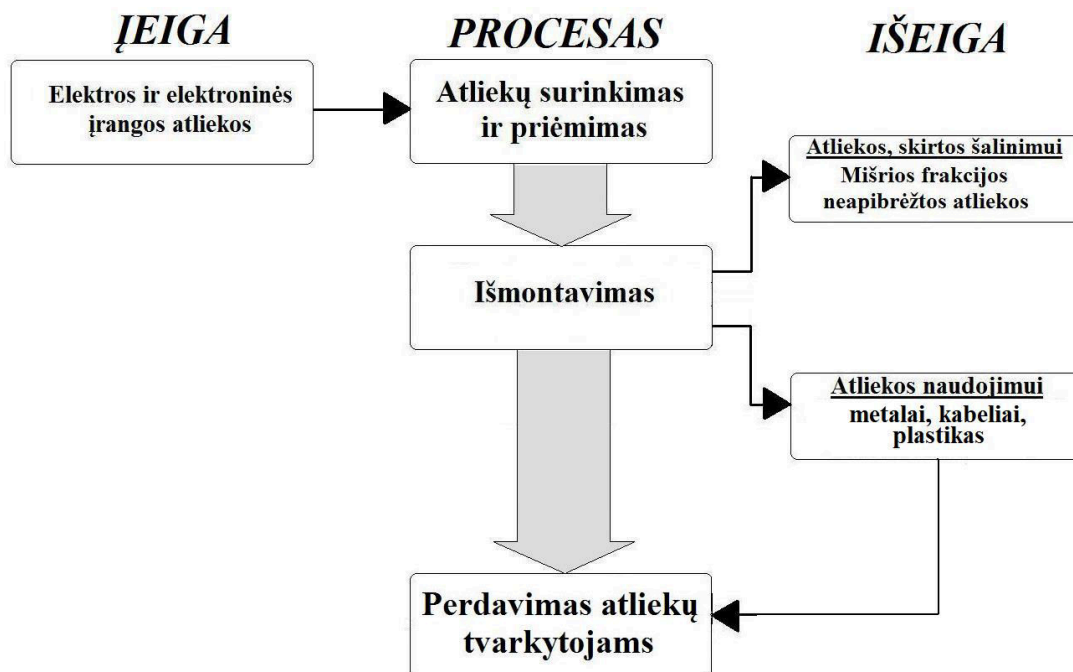 ĮEIGA
PROCESAS
IŠEIGA
Elektros ir elektroninės
įrangos atliekos
Atliekų surinkimas
ir priėmimas
Atliekos, skirtos šalinimui
Mišrios frakcijos
neapibrėžtos atliekos
Išmontavimas
Atliekos naudojimui
metalai, kabeliai,
plastikas
Perdavimas atliekų
tvarkytojams